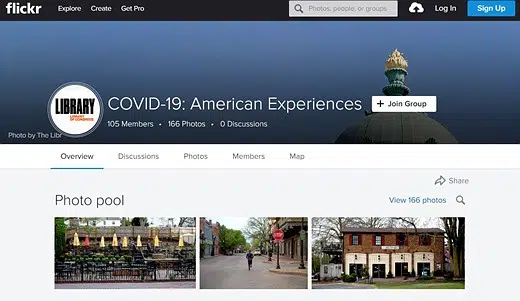 flickr Explore Create Get Pro Photos, people, or groups Log In Sign Up
LIBRARY
LIBRARY
OF CONGRESS
COVID-19: American Experiences + Join Group
105 Members • 166 Photos • 0 Discussions
Photo by The Libr
Overview Discussions Photos Members Map
Share
Photo pool View 166 photos